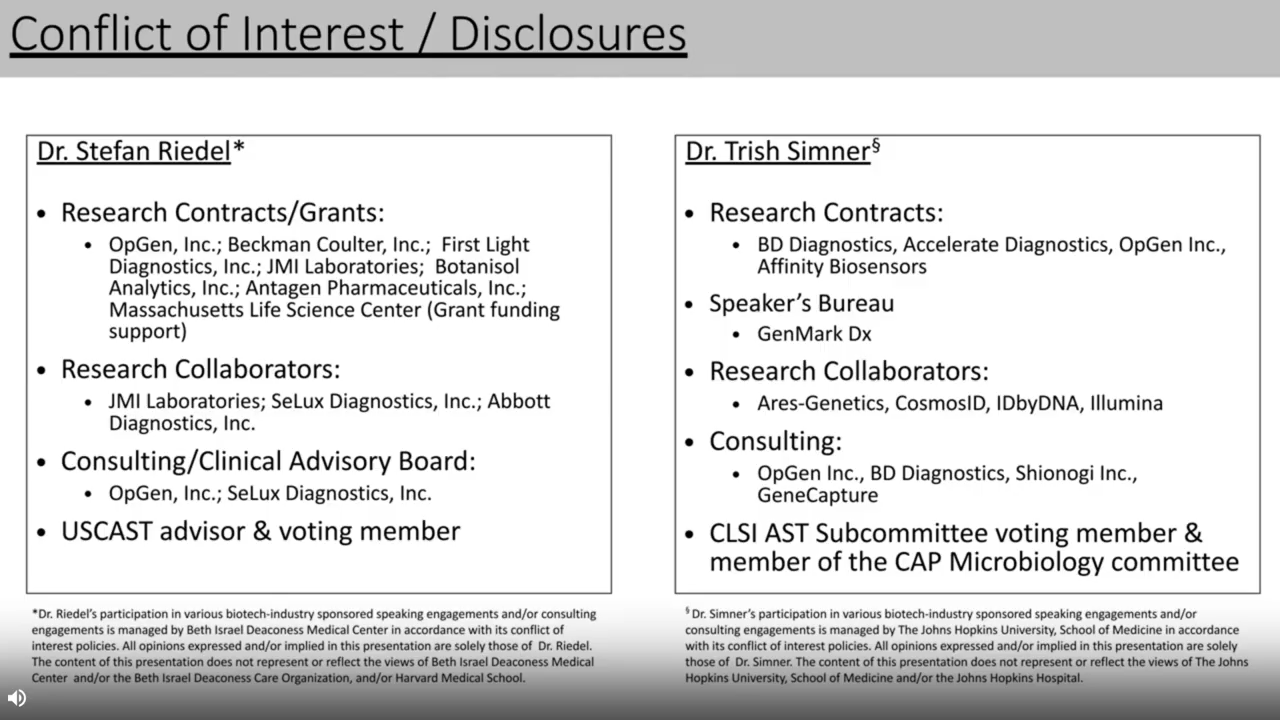 Conflict of Interest / Disclosures
Dr. Stefan Riedel*
• Research Contracts/Grants:
• OpGen, Inc.; Beckman Coulter, Inc.; First Light
Diagnostics, Inc.; JMI Laboratories; Botanisol
Analytics, Inc.; Antagen Pharmaceuticals, Inc.;
Massachusetts Life Science Center (Grant funding
support)
• Research Collaborators:
• JMI Laboratories; SeLux Diagnostics, Inc.; Abbott
Diagnostics, Inc.
• Consulting/Clinical Advisory Board:
• OpGen, Inc.; SeLux Diagnostics, Inc.
• USCAST advisor & voting member
*Dr. Riedel's participation in various biotech-industry sponsored speaking engagements and/or consulting
engagements is managed by Beth Israel Deaconess Medical Center in accordance with its conflict of
interest policies. All opinions expressed and/or implied in this presentation are solely those of Dr. Riedel.
The content of this presentation does not represent or reflect the views of Beth Israel Deaconess Medical
Center and/or the Beth Israel Deaconess Care Organization, and/or Harvard Medical School.
Dr. Trish Simner§
• Research Contracts:
• BD Diagnostics, Accelerate Diagnostics, OpGen Inc.,
Affinity Biosensors
• Speaker's Bureau
• GenMark Dx
• Research Collaborators:
• Ares-Genetics, CosmosID, IDbyDNA, Illumina
• Consulting:
• OpGen Inc., BD Diagnostics, Shionogi Inc.,
GeneCapture
• CLSI AST Subcommittee voting member &
member of the CAP Microbiology committee
§ Dr. Simner's participation in various biotech-industry sponsored speaking engagements and/or
consulting engagements is managed by The Johns Hopkins University, School of Medicine in accordance
with its conflict of interest policies. All opinions expressed and/or implied in this presentation are solely
those of Dr. Simner. The content of this presentation does not represent or reflect the views of The Johns
Hopkins University, School of Medicine and/or the Johns Hopkins Hospital.